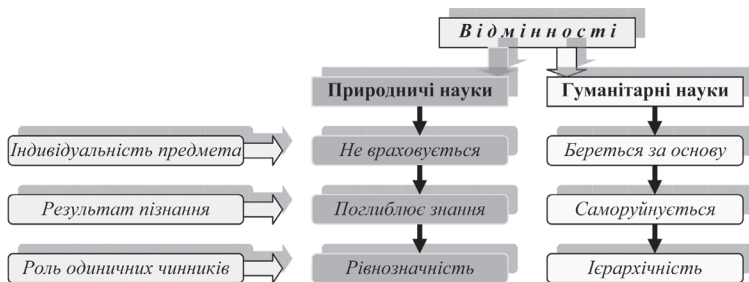 Відмінності
Природничі науки
Гуманітарні науки
Індивідуальність предмета
Не враховується
Береться за основу
Результат пізнання
Поглиблює знання
Саморуйнується
Роль одиничних чинників
Рівнозначність
Ієрархічність